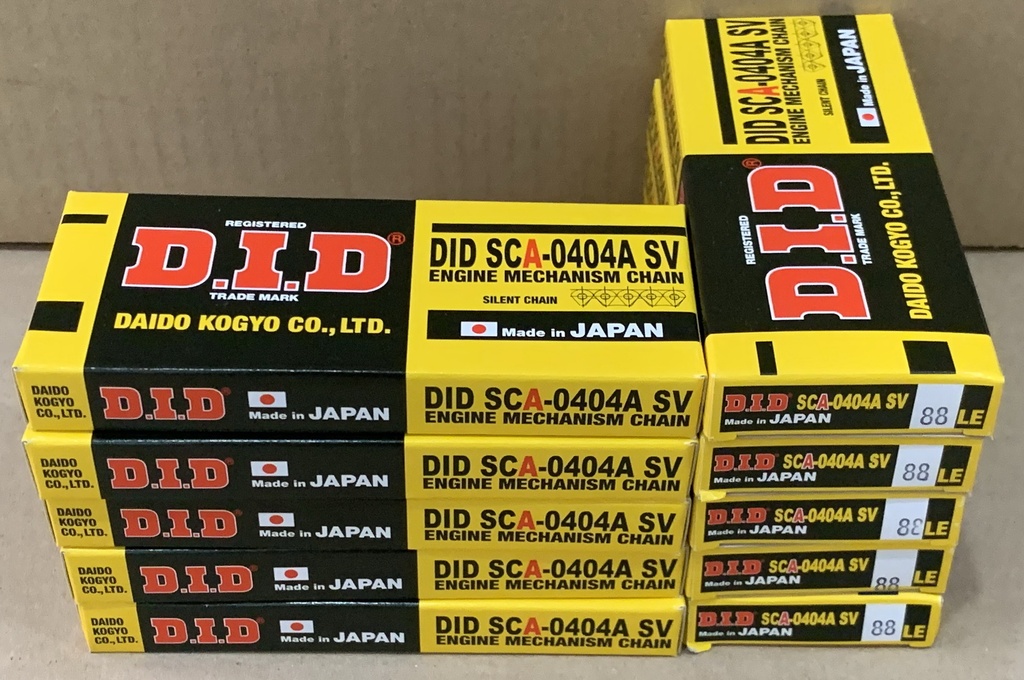 REGISTERED
D.I.D®
TRADE MARK
DAIDO KOGYO CO.,LTD.
DID SCA-0404A SV
ENGINE MECHANISM CHAIN
SILENT CHAIN
Made in JAPAN
DAIDO
KOGYO
CO.,LTD.
D.I.D®
Made in JAPAN
DID SCA-0404A SV
ENGINE MECHANISM CHAIN
DAIDO
KOGYO
CO.,LTD.
D.I.D®
Made in JAPAN
DID SCA-0404A SV
ENGINE MECHANISM CHAIN
DAIDO
KOGYO
CO.,LTD.
D.I.D®
Made in JAPAN
DID SCA-0404A SV
ENGINE MECHANISM CHAIN
DAIDO
KOGYO
CO.,LTD.
D.I.D®
Made in JAPAN
DID SCA-0404A SV
ENGINE MECHANISM CHAIN
DAIDO
KOGYO
CO.,LTD.
D.I.D®
Made in JAPAN
DID SCA-0404A SV
ENGINE MECHANISM CHAIN
DID SCA-0404A SV
ENGINE MECHANISM CHAIN
SILENT CHAIN
Made in JAPAN
REGISTERED
D.I.D®
TRADE MARK
DAIDO KOGYO CO.,LTD.
D.I.D® SCA-0404A SV
Made in JAPAN
88 LE
D.I.D® SCA-0404A SV
Made in JAPAN
88 LE
D.I.D® SCA-0404A SV
Made in JAPAN
88 LE
D.I.D® SCA-0404A SV
Made in JAPAN
88 LE
D.I.D® SCA-0404A SV
Made in JAPAN
88 LE